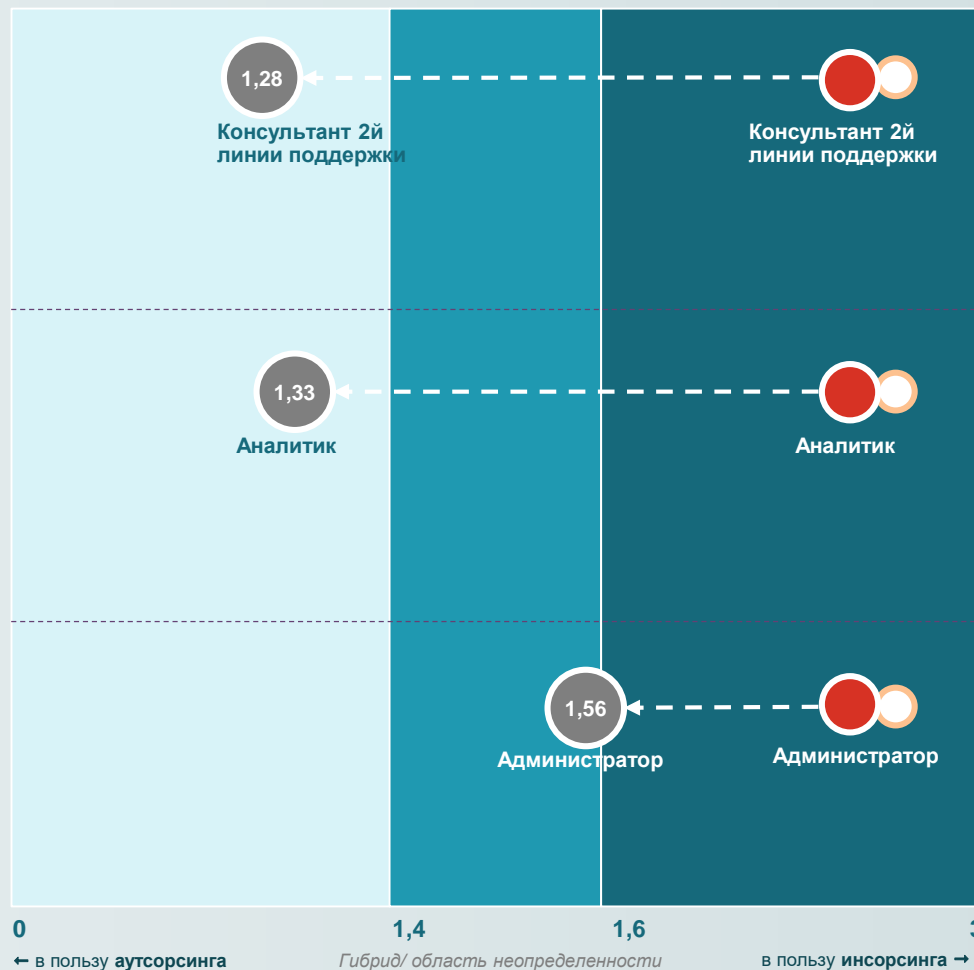 1,28
Консультант 2й
линии поддержки
Консультант 2й
линии поддержки
1,33
Аналитик
Аналитик
1,56
Администратор
Администратор
0
1,4
1,6
3
← в пользу аутсорсинга
Гибрид/ область неопределенности
в пользу инсорсинга →